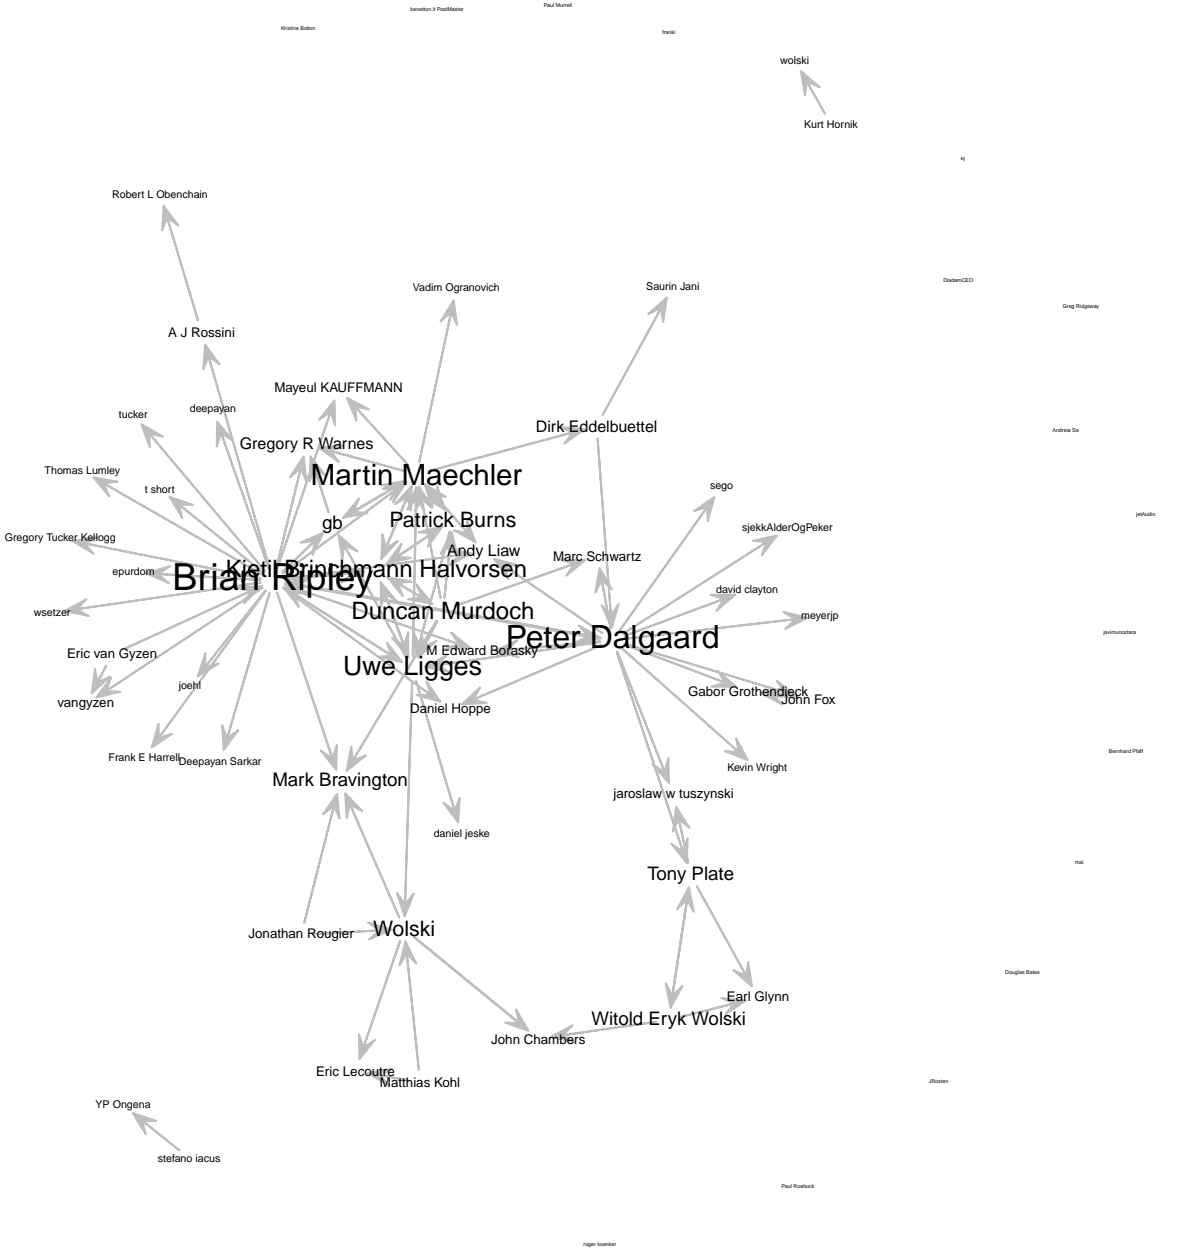 benetton it PostMaster
Paul Murrell
Kristine Bolton
franki
wolski
Kurt Hornik
ej
Robert L Obenchain
DiademCEO
Vadim Ogranovich
Saurin Jani
Greg Ridgeway
A J Rossini
Mayeul KAUFFMANN
deepayan
tucker
Dirk Eddelbuettel
Andreia Sa
Gregory R Warnes
Thomas Lumley
Martin Maechler
t short
sego
jetAudio
gb
Patrick Burns
sjekkAlderOgPeker
Gregory Tucker Kellogg
Andy Liaw
Marc Schwartz
epurdom
Brian Ripley
Kjetil Brinchmann Halvorsen
david clayton
wsetzer
Duncan Murdoch
meyerjp
Peter Dalgaard
javimunozlara
Eric van Gyzen
M Edward Borasky
Uwe Ligges
joehl
Gabor Grothendieck
John Fox
vangyzen
Daniel Hoppe
Bernhard Pfaff
Frank E Harrell
Deepayan Sarkar
Kevin Wright
Mark Bravington
jaroslaw w tuszynski
daniel jeske
mai
Tony Plate
Jonathan Rougier
Wolski
Douglas Bates
Earl Glynn
Witold Eryk Wolski
John Chambers
Eric Lecoutre
Matthias Kohl
JRosten
YP Ongena
stefano iacus
Paul Roebuck
roger koenker